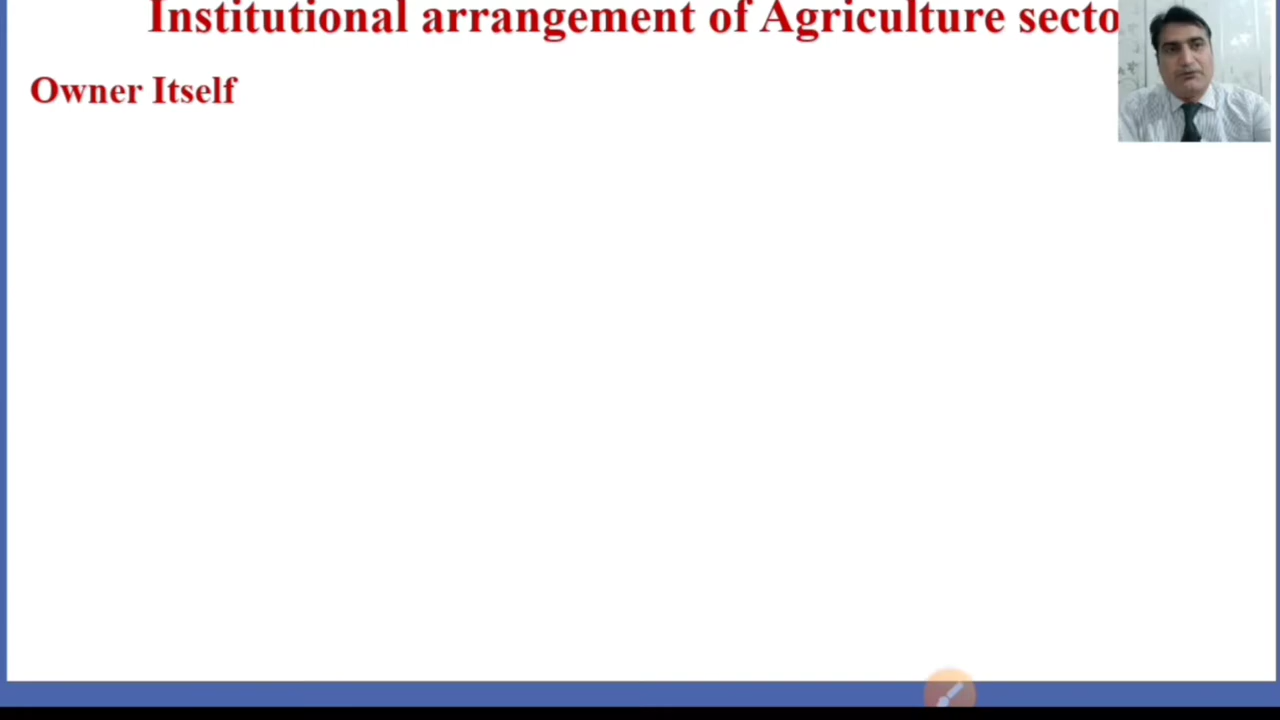 Institutional arrangement of Agriculture secto
Owner Itself